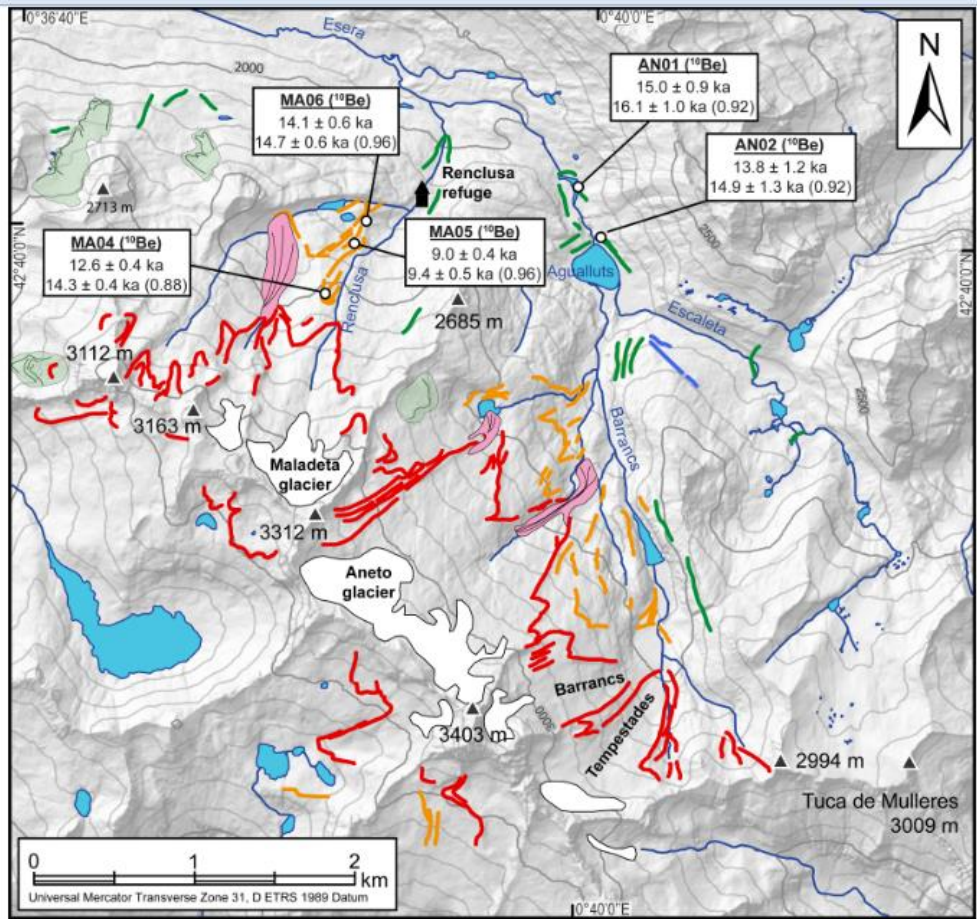 0°36'40"E
0°40'0"E
Esera
2000
N
AN01 (¹⁰Be)
15.0 ± 0.9 ka
16.1 ± 1.0 ka (0.92)
MA06 (¹⁰Be)
14.1 ± 0.6 ka
14.7 ± 0.6 ka (0.96)
AN02 (¹⁰Be)
13.8 ± 1.2 ka
14.9 ± 1.3 ka (0.92)
Renclusa
refuge
2713 m
2500
42°40'0"N
MA04 (¹⁰Be)
12.6 ± 0.4 ka
14.3 ± 0.4 ka (0.88)
MA05 (¹⁰Be)
9.0 ± 0.4 ka
9.4 ± 0.5 ka (0.96)
Agualluts
42°40'0"N
Renclusa
2685 m
Escaleta
3112 m
3163 m
2500
Barrancs
Maladeta
glacier
3312 m
Aneto
glacier
Barrancs
3000
Tempestades
3403 m
2994 m
Tuca de Mulleres
3009 m
0 1 2
km
Universal Mercator Transverse Zone 31, D ETRS 1989 Datum
0°40'0"E